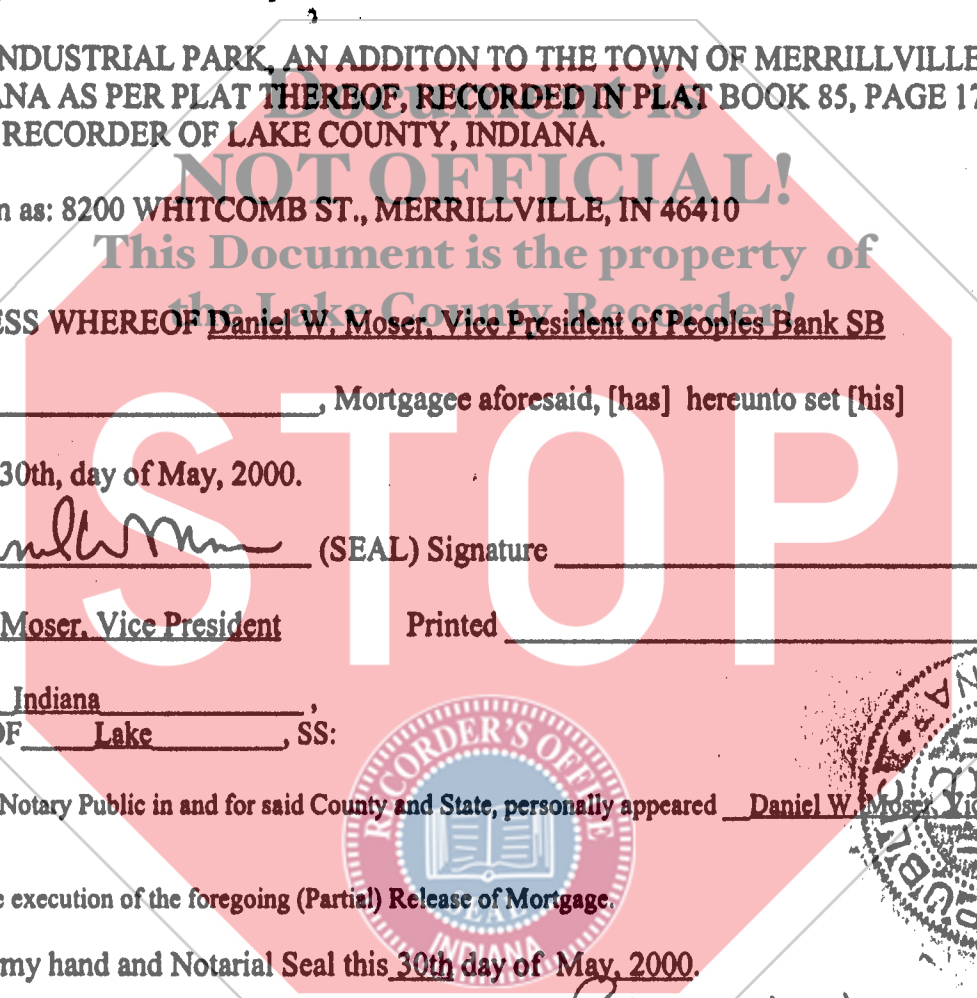 NDUSTRIAL PARK, AN ADDITON TO THE TOWN OF MERRILLVILLE
ANA AS PER PLAT THEREOF, RECORDED IN PLAT BOOK 85, PAGE 17
RECORDER OF LAKE COUNTY, INDIANA.
Document is
NOT OFFICIAL!
This Document is the property of
the Lake County Recorder!
n as: 8200 WHITCOMB ST., MERRILLVILLE, IN 46410
ESS WHEREOF Daniel W. Moser, Vice President of Peoples Bank SB
, Mortgagee aforesaid, [has] hereunto set [his]
STOP
30th, day of May, 2000.
(SEAL) Signature
Moser, Vice President Printed
Indiana ,
OF Lake , SS:
RECORDER'S OFFICE
SEAL
INDIANA
Notary Public in and for said County and State, personally appeared Daniel W. Moser, Vi
e execution of the foregoing (Partial) Release of Mortgage.
my hand and Notarial Seal this 30th day of May, 2000.